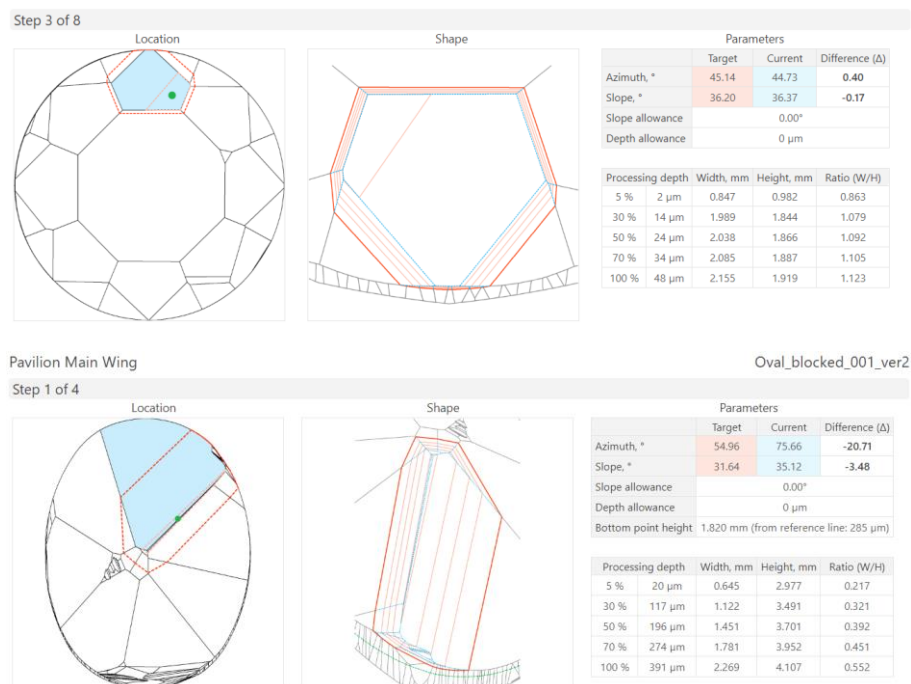 Step 3 of 8
Location Shape Parameters
Target Current Difference (Δ)
Azimuth, ° 45.14 44.73 0.40
Slope, ° 36.20 36.37 -0.17
Slope allowance 0.00°
Depth allowance 0 μm
Processing depth Width, mm Height, mm Ratio (W/H)
5 % 2 μm 0.847 0.982 0.863
30 % 14 μm 1.989 1.844 1.079
50 % 24 μm 2.038 1.866 1.092
70 % 34 μm 2.085 1.887 1.105
100 % 48 μm 2.155 1.919 1.123
Pavilion Main Wing Oval_blocked_001_ver2
Step 1 of 4
Location Shape Parameters
Target Current Difference (Δ)
Azimuth, ° 54.96 75.66 -20.71
Slope, ° 31.64 35.12 -3.48
Slope allowance 0.00°
Depth allowance 0 μm
Bottom point height 1.820 mm (from reference line: 285 μm)
Processing depth Width, mm Height, mm Ratio (W/H)
5 % 20 μm 0.645 2.977 0.217
30 % 117 μm 1.122 3.491 0.321
50 % 196 μm 1.451 3.701 0.392
70 % 274 μm 1.781 3.952 0.451
100 % 391 μm 2.269 4.107 0.552